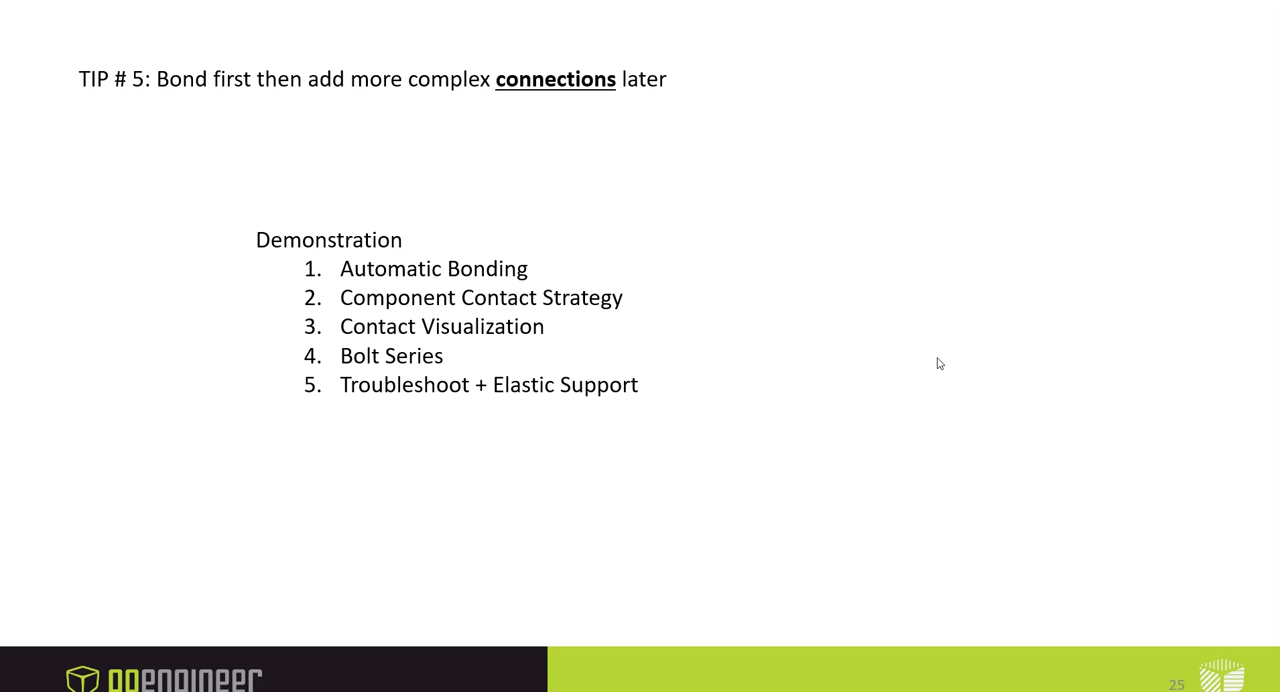 TIP # 5: Bond first then add more complex connections later
Demonstration
1. Automatic Bonding
2. Component Contact Strategy
3. Contact Visualization
4. Bolt Series
5. Troubleshoot + Elastic Support
goengineer
25